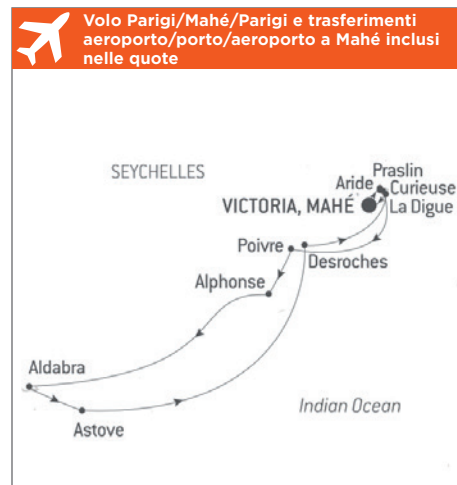 Volo Parigi/Mahé/Parigi e trasferimenti
aeroporto/porto/aeroporto a Mahé inclusi
nelle quote
SEYCHELLES
Praslin
Aride
Curieuse
VICTORIA, MAHÉ
La Digue
Poivre
Desroches
Alphonse
Aldabra
Astove
Indian Ocean